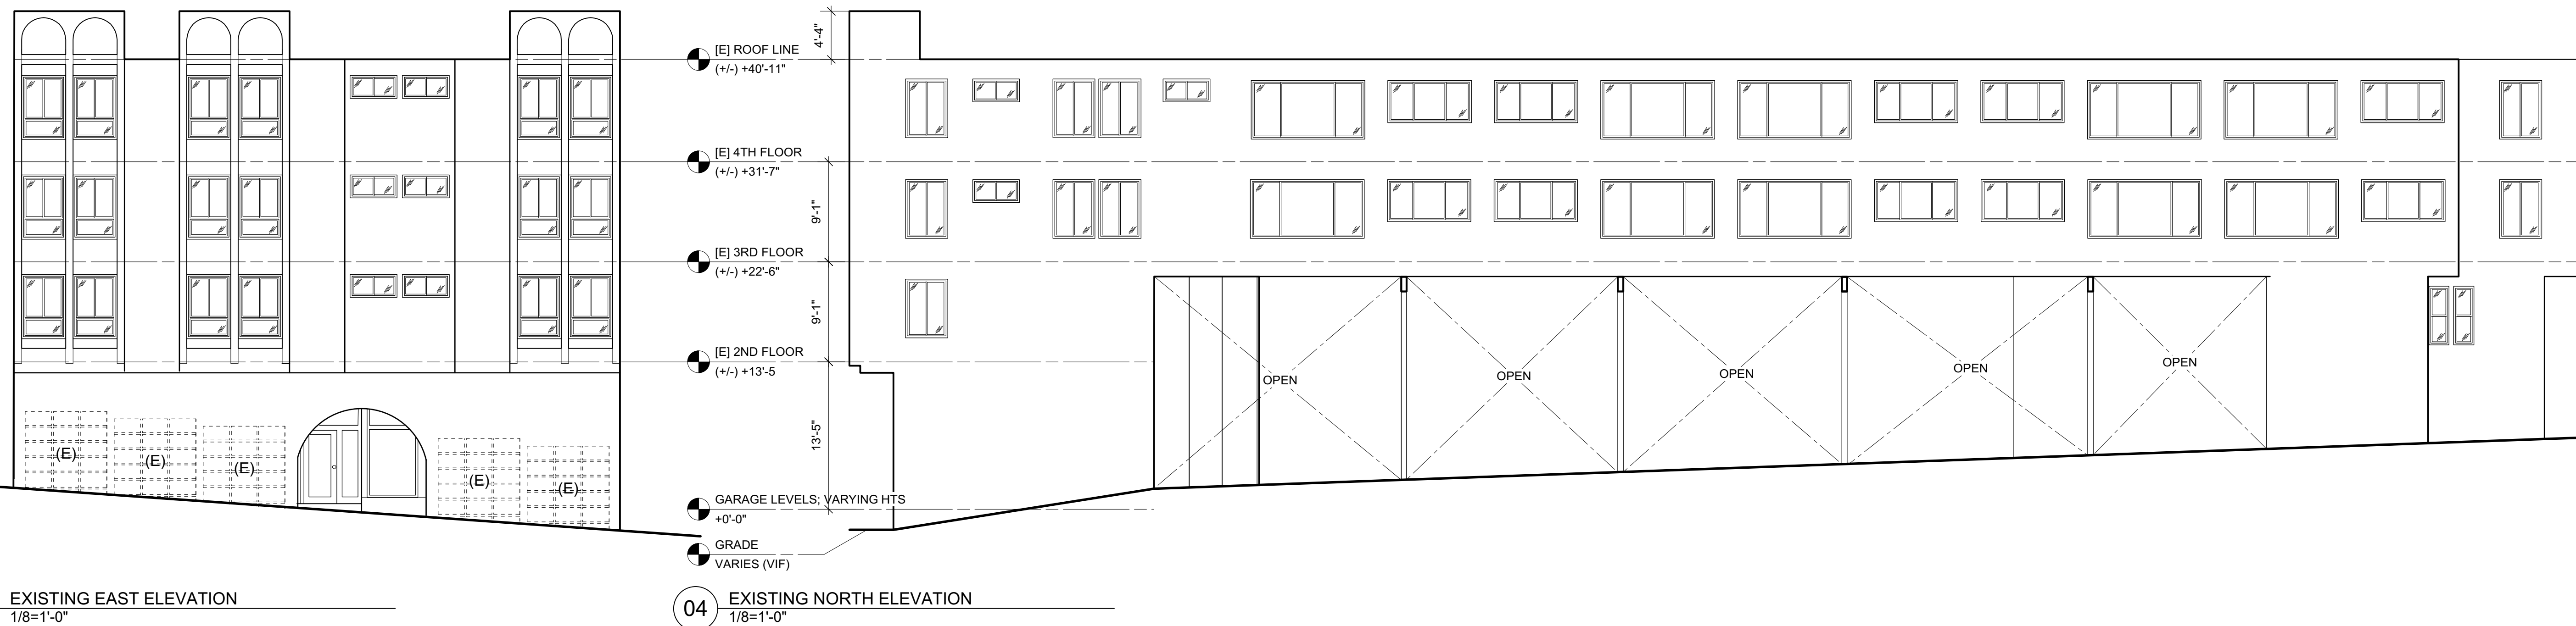 4'-4"
[E] ROOF LINE
(+/-) +40'-11"
[E] 4TH FLOOR
(+/-) +31'-7"
9'-1"
[E] 3RD FLOOR
(+/-) +22'-6"
9'-1"
[E] 2ND FLOOR
(+/-) +13'-5
OPEN
OPEN
OPEN
OPEN
OPEN
13'-5"
(E)
(E)
(E)
(E)
(E)
GARAGE LEVELS; VARYING HTS
+0'-0"
GRADE
VARIES (VIF)
EXISTING EAST ELEVATION
1/8=1'-0"
04
EXISTING NORTH ELEVATION
1/8=1'-0"